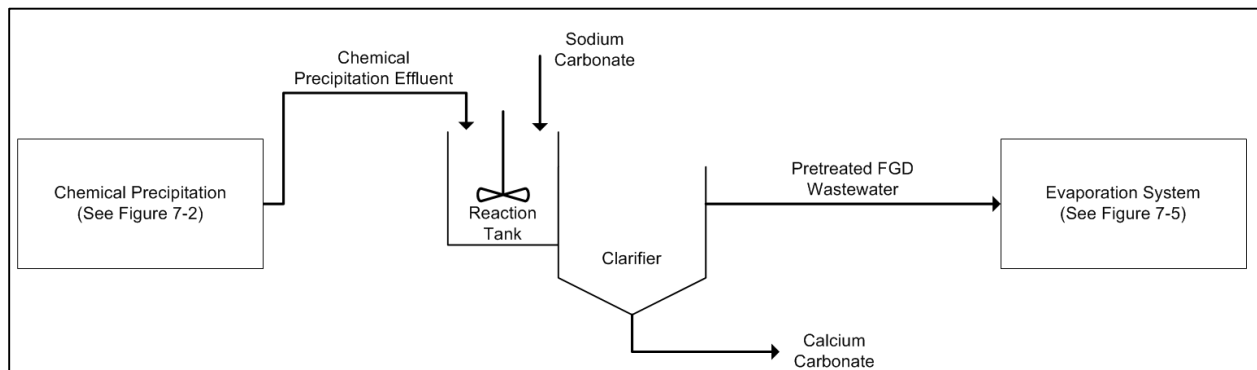 Chemical
Precipitation Effluent
Sodium
Carbonate
Chemical Precipitation
(See Figure 7-2)
Reaction
Tank
Clarifier
Pretreated FGD
Wastewater
Evaporation System
(See Figure 7-5)
Calcium
Carbonate